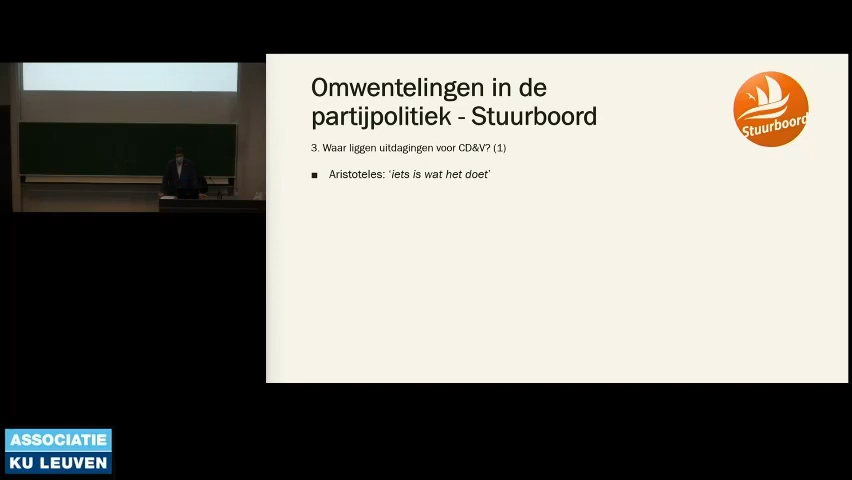 Omwentelingen in de
partijpolitiek - Stuurboord
Stuurboord
3. Waar liggen uitdagingen voor CD&V? (1)
■ Aristoteles: ‘iets is wat het doet’
ASSOCIATIE
KU LEUVEN